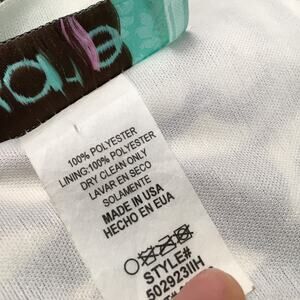 100% POLYESTER
LINING:100% POLYESTER
DRY CLEAN ONLY
LAVAR EN SECO
SOLAMENTE
MADE IN USA
HECHO EN EUA
STYLE#
502923IIH